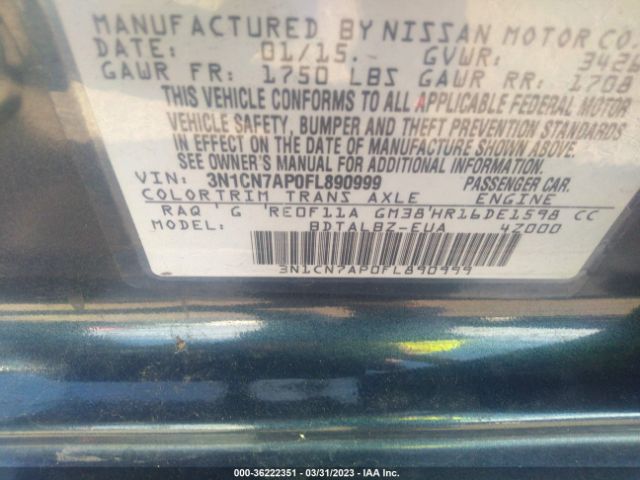 MANUFACTURED BY NISSAN MOTOR CO.
DATE: 01/15. GVWR: 3426
GAWR FR: 1750 LBS GAWR RR: 1708
THIS VEHICLE CONFORMS TO ALL APPLICABLE FEDERAL MOTOR
VEHICLE SAFETY, BUMPER AND THEFT PREVENTION STANDARDS
IN EFFECT ON THE DATE OF MANUFACTURE SHOWN ABOVE.
SEE OWNER'S MANUAL FOR ADDITIONAL INFORMATION.
VIN: 3N1CN7AP0FL890999 PASSENGER CAR.
COLOR TRIM TRANS AXLE ENGINE
RAQ G RE0F11A GM38 HR16DE1598 CC
MODEL: BDTALBZ-EUA 4Z000
3N1CN7AP0FL890999
000-36222351 | 03/31/2023 - IAA Inc.